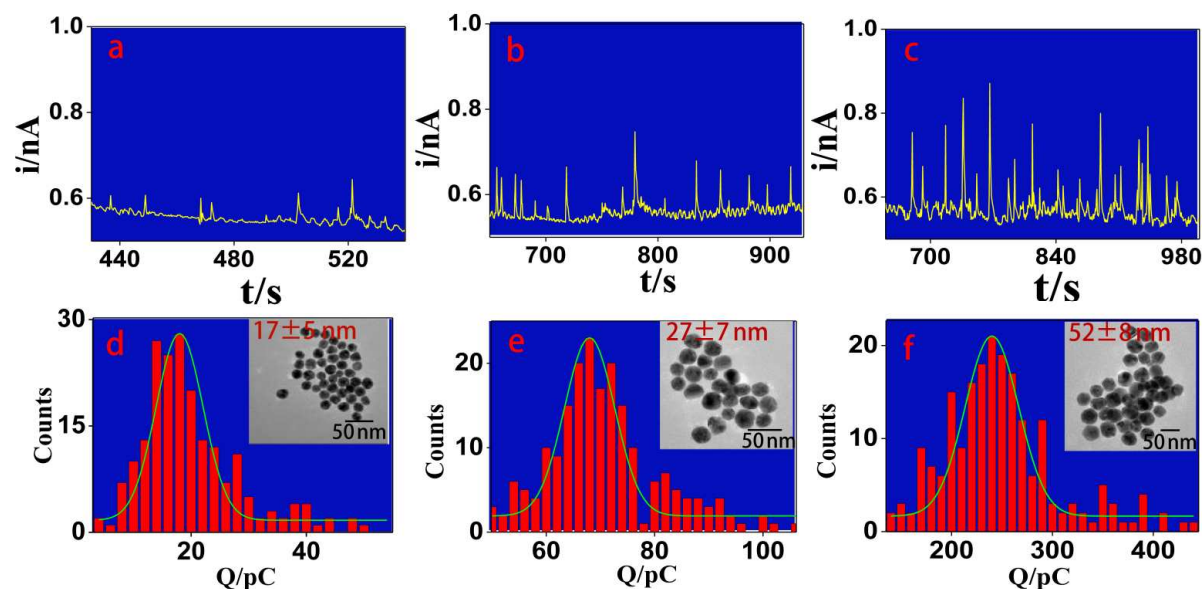 a
i/nA
1.0
0.8
0.6
440 480 520
t/s
b
i/nA
1.0
0.8
0.6
700 800 900
t/s
c
i/nA
1.0
0.8
0.6
700 840 980
t/s
d
17±5 nm
50 nm
Counts
30
15
0
20 40
Q/pC
e
27±7 nm
50 nm
Counts
20
10
0
60 80 100
Q/pC
f
52±8 nm
50 nm
Counts
20
10
0
200 300 400
Q/pC